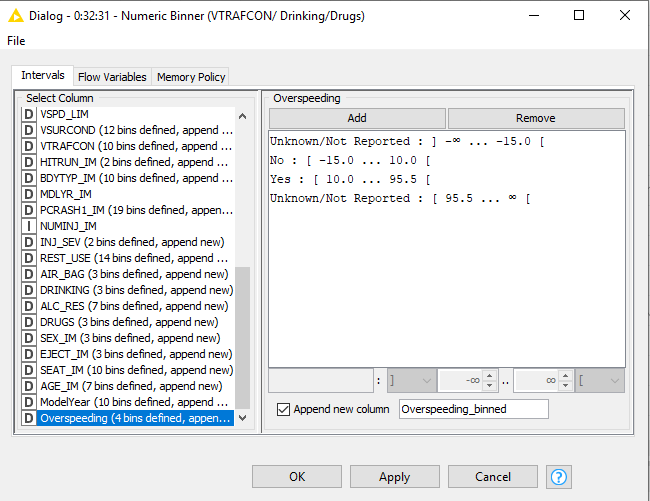 Dialog - 0:32:31 - Numeric Binner (VTRAFCON/ Drinking/Drugs)
File
Intervals Flow Variables Memory Policy
Select Column
D VSPD_LIM
D VSURCOND (12 bins defined, append ...
D VTRAFCON (10 bins defined, append ...
D HITRUN_IM (2 bins defined, append ...
D BDYTYP_IM (10 bins defined, append ...
D MDLYR_IM
D PCRASH1_IM (19 bins defined, appen...
I NUMINJ_IM
D INJ_SEV (2 bins defined, append new)
D REST_USE (14 bins defined, append ...
D AIR_BAG (3 bins defined, append new)
D DRINKING (3 bins defined, append new)
D ALC_RES (7 bins defined, append new)
D DRUGS (3 bins defined, append new)
D SEX_IM (3 bins defined, append new)
D EJECT_IM (3 bins defined, append new)
D SEAT_IM (10 bins defined, append new)
D AGE_IM (7 bins defined, append new)
D ModelYear (10 bins defined, append ...
D Overspeeding (4 bins defined, appen...
Overspeeding
Add Remove
Unknown/Not Reported : ] -∞ ... -15.0 [
No : [ -15.0 ... 10.0 [
Yes : [ 10.0 ... 95.5 [
Unknown/Not Reported : [ 95.5 ... ∞ [
: ] -∞ .. ∞ [
Append new column Overspeeding_binned
OK Apply Cancel ?